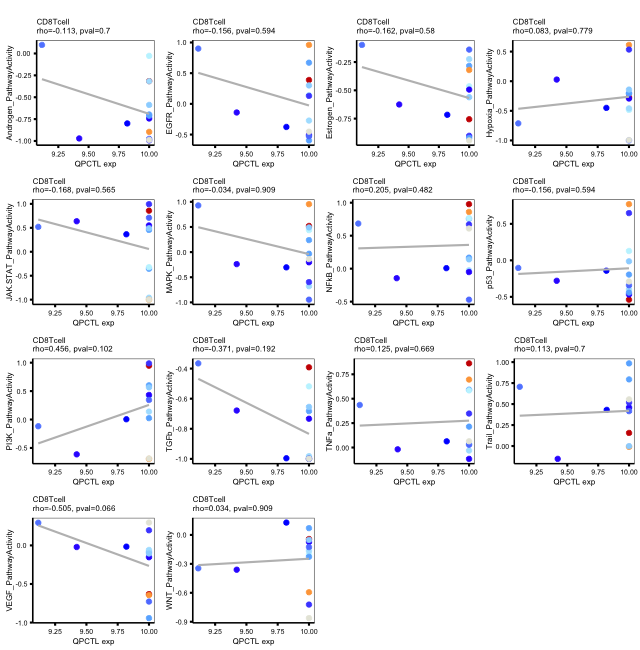 CD8Tcell
rho=-0.113, pval=0.7
Androgen_PathwayActivity
0.00
-0.25
-0.50
-0.75
-1.00
9.25 9.50 9.75 10.00
QPCTL exp
CD8Tcell
rho=-0.156, pval=0.594
EGFR_PathwayActivity
1.0
0.5
0.0
-0.5
9.25 9.50 9.75 10.00
QPCTL exp
CD8Tcell
rho=-0.162, pval=0.58
Estrogen_PathwayActivity
-0.25
-0.50
-0.75
9.25 9.50 9.75 10.00
QPCTL exp
CD8Tcell
rho=0.083, pval=0.779
Hypoxia_PathwayActivity
0.5
0.0
-0.5
-1.0
9.25 9.50 9.75 10.00
QPCTL exp
CD8Tcell
rho=-0.168, pval=0.565
JAK-STAT_PathwayActivity
1.0
0.5
0.0
-0.5
-1.0
9.25 9.50 9.75 10.00
QPCTL exp
CD8Tcell
rho=-0.034, pval=0.909
MAPK_PathwayActivity
1.0
0.5
0.0
-0.5
-1.0
9.25 9.50 9.75 10.00
QPCTL exp
CD8Tcell
rho=0.205, pval=0.482
NFkB_PathwayActivity
1.0
0.5
0.0
-0.5
9.25 9.50 9.75 10.00
QPCTL exp
CD8Tcell
rho=-0.156, pval=0.594
p53_PathwayActivity
0.5
0.0
-0.5
9.25 9.50 9.75 10.00
QPCTL exp
CD8Tcell
rho=0.456, pval=0.102
PI3K_PathwayActivity
1.0
0.5
0.0
-0.5
9.25 9.50 9.75 10.00
QPCTL exp
CD8Tcell
rho=-0.371, pval=0.192
TGFb_PathwayActivity
-0.4
-0.6
-0.8
-1.0
9.25 9.50 9.75 10.00
QPCTL exp
CD8Tcell
rho=0.125, pval=0.669
TNFa_PathwayActivity
0.75
0.50
0.25
0.00
9.25 9.50 9.75 10.00
QPCTL exp
CD8Tcell
rho=0.113, pval=0.7
Trail_PathwayActivity
1.00
0.75
0.50
0.25
0.00
9.25 9.50 9.75 10.00
QPCTL exp
CD8Tcell
rho=-0.505, pval=0.066
VEGF_PathwayActivity
0.0
-0.5
-1.0
9.25 9.50 9.75 10.00
QPCTL exp
CD8Tcell
rho=0.034, pval=0.909
WNT_PathwayActivity
0.0
-0.3
-0.6
-0.9
9.25 9.50 9.75 10.00
QPCTL exp